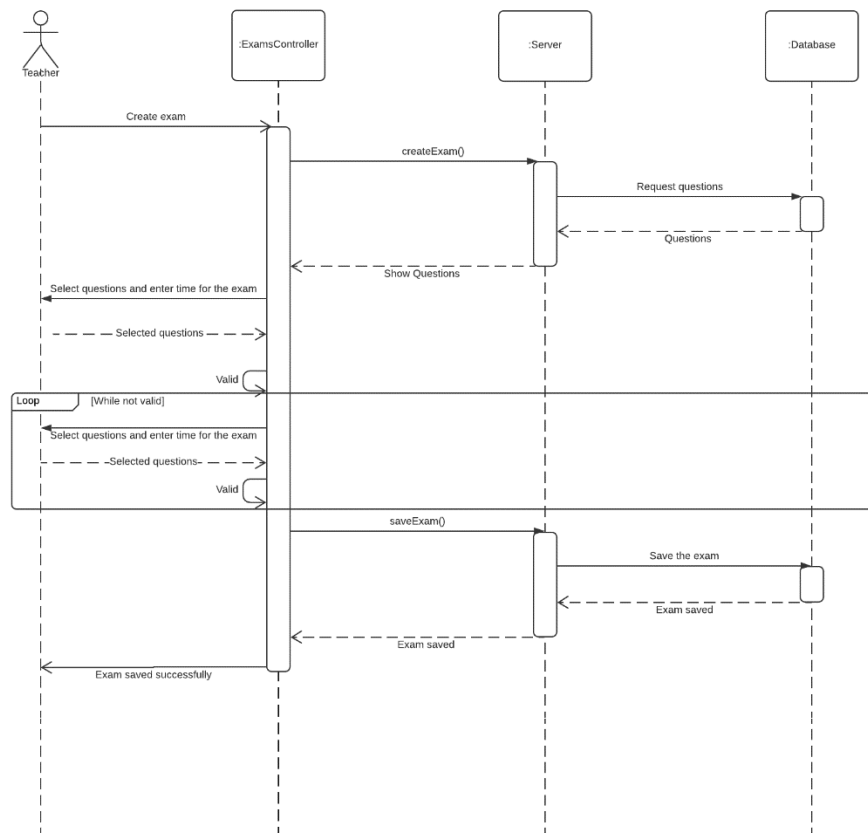 Teacher
:ExamsController
:Server
:Database
Create exam
createExam()
Request questions
Questions
Show Questions
Select questions and enter time for the exam
Selected questions
Valid
Loop
[While not valid]
Select questions and enter time for the exam
Selected questions
Valid
saveExam()
Save the exam
Exam saved
Exam saved
Exam saved successfully